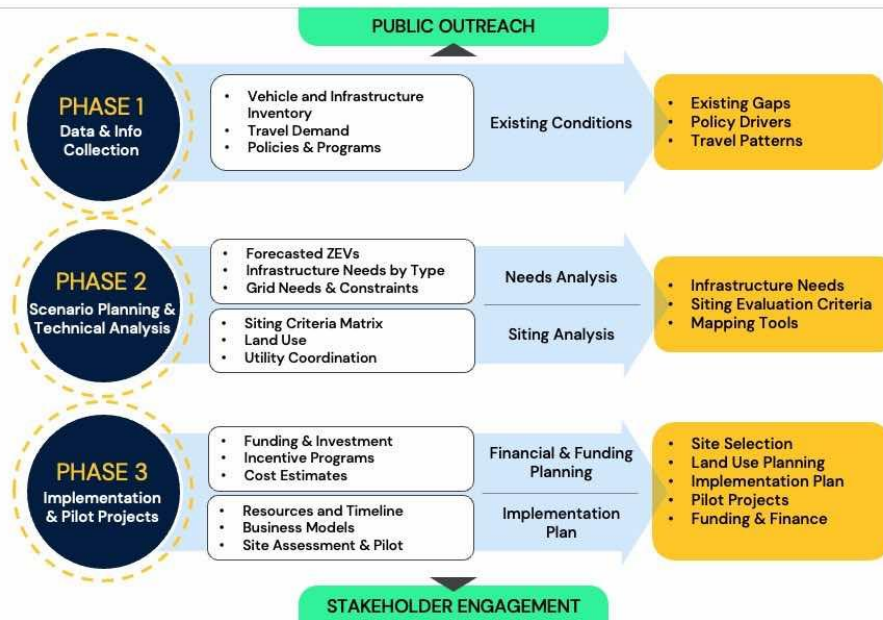 PUBLIC OUTREACH
PHASE 1
Data & Info
Collection
• Vehicle and Infrastructure
Inventory
• Travel Demand
• Policies & Programs
Existing Conditions
• Existing Gaps
• Policy Drivers
• Travel Patterns
PHASE 2
Scenario Planning &
Technical Analysis
• Forecasted ZEVs
• Infrastructure Needs by Type
• Grid Needs & Constraints
Needs Analysis
• Siting Criteria Matrix
• Land Use
• Utility Coordination
Siting Analysis
• Infrastructure Needs
• Siting Evaluation Criteria
• Mapping Tools
PHASE 3
Implementation
& Pilot Projects
• Funding & Investment
• Incentive Programs
• Cost Estimates
Financial & Funding
Planning
• Resources and Timeline
• Business Models
• Site Assessment & Pilot
Implementation
Plan
• Site Selection
• Land Use Planning
• Implementation Plan
• Pilot Projects
• Funding & Finance
STAKEHOLDER ENGAGEMENT